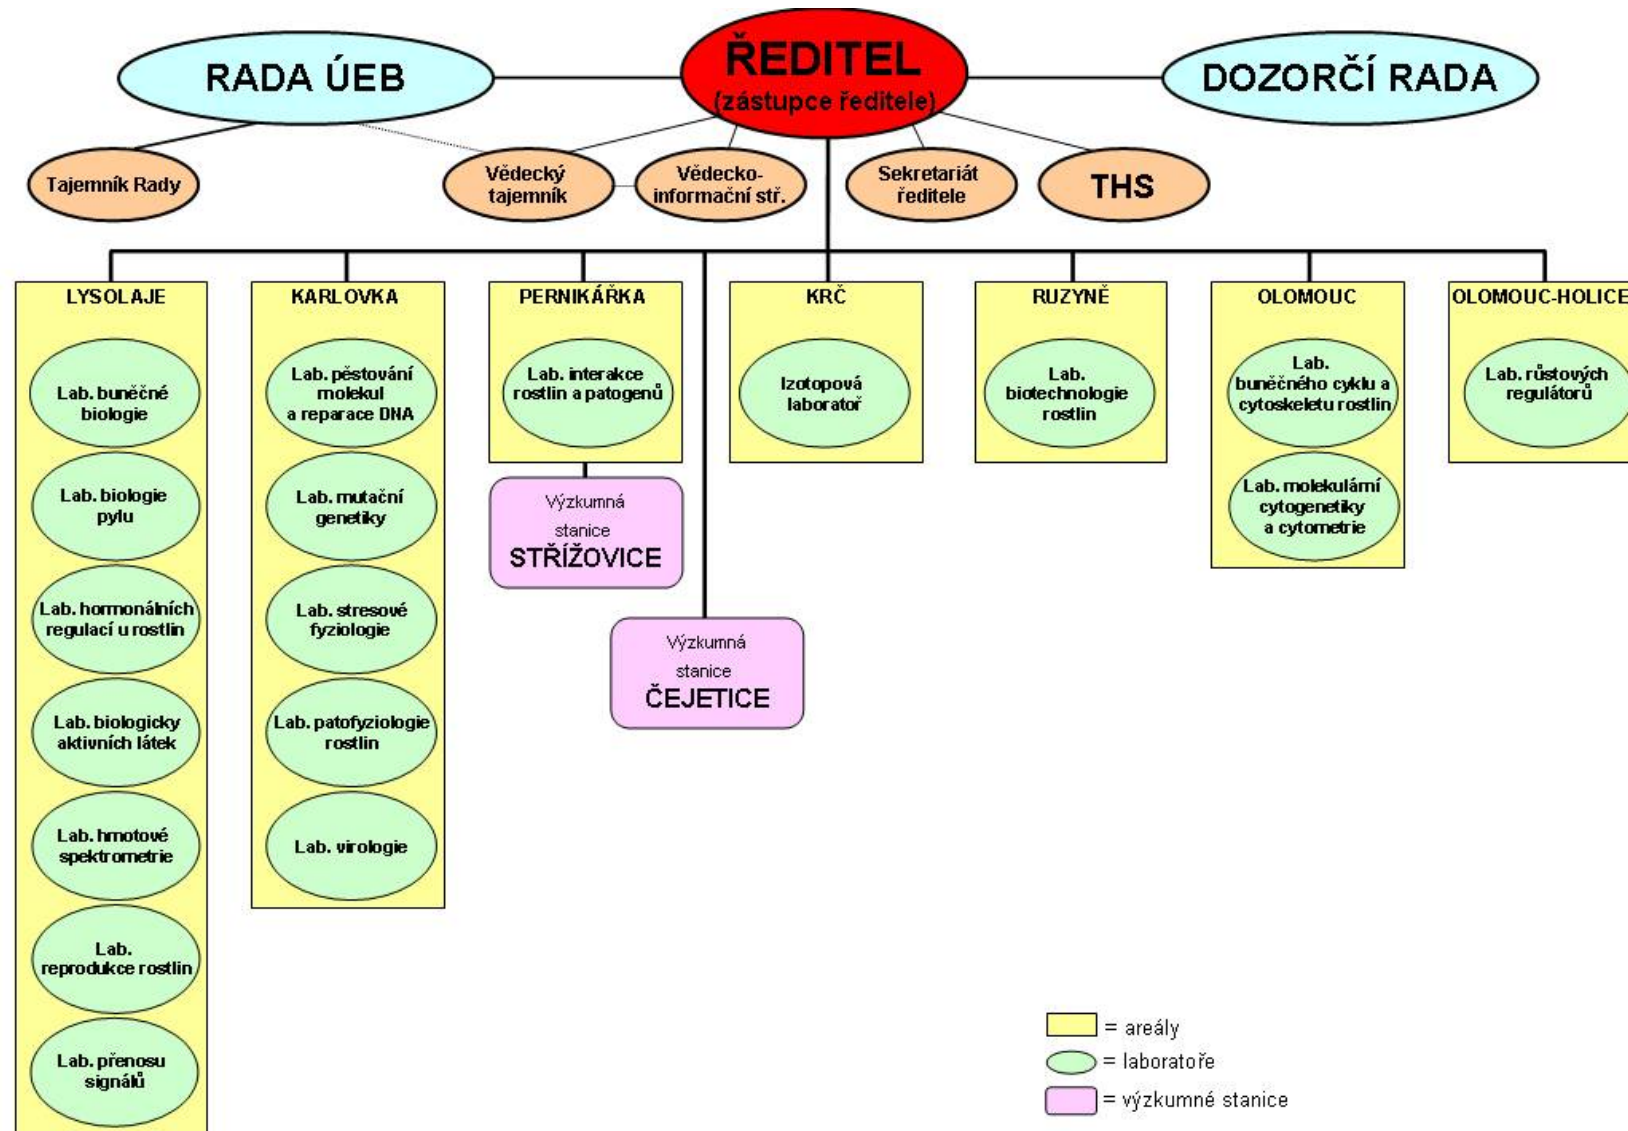 RADA ÚEB
ŘEDITEL
(zástupce ředitele)
DOZORČÍ RADA
Tajemník Rady
Vědecký
tajemník
Vědecko-
informační stř.
Sekretariát
ředitele
THS
LYSOLAJE
Lab. buněčné
biologie
Lab. biologie
pylu
Lab. hormonálních
regulací u rostlin
Lab. biologicky
aktivních látek
Lab. hmotové
spektrometrie
Lab.
reprodukce rostlin
Lab. přenosu
signálů
KARLOVKA
Lab. pěstování
molekul
a reparace DNA
Lab. mutační
genetiky
Lab. stresové
fyziologie
Lab. patofyziologie
rostlin
Lab. virologie
PERNIKÁŘKA
Lab. interakce
rostlin a patogenů
Výzkumná
stanice
STŘÍŽOVICE
Výzkumná
stanice
ČEJETICE
KRČ
Izotopová
laboratoř
RUZYNĚ
Lab.
biotechnologie
rostlin
OLOMOUC
Lab.
buněčného cyklu a
cytoskeletu rostlin
Lab. molekulární
cytogenetiky
a cytometrie
OLOMOUC-HOLICE
Lab. růstových
regulátorů
= areály
= laboratoře
= výzkumné stanice